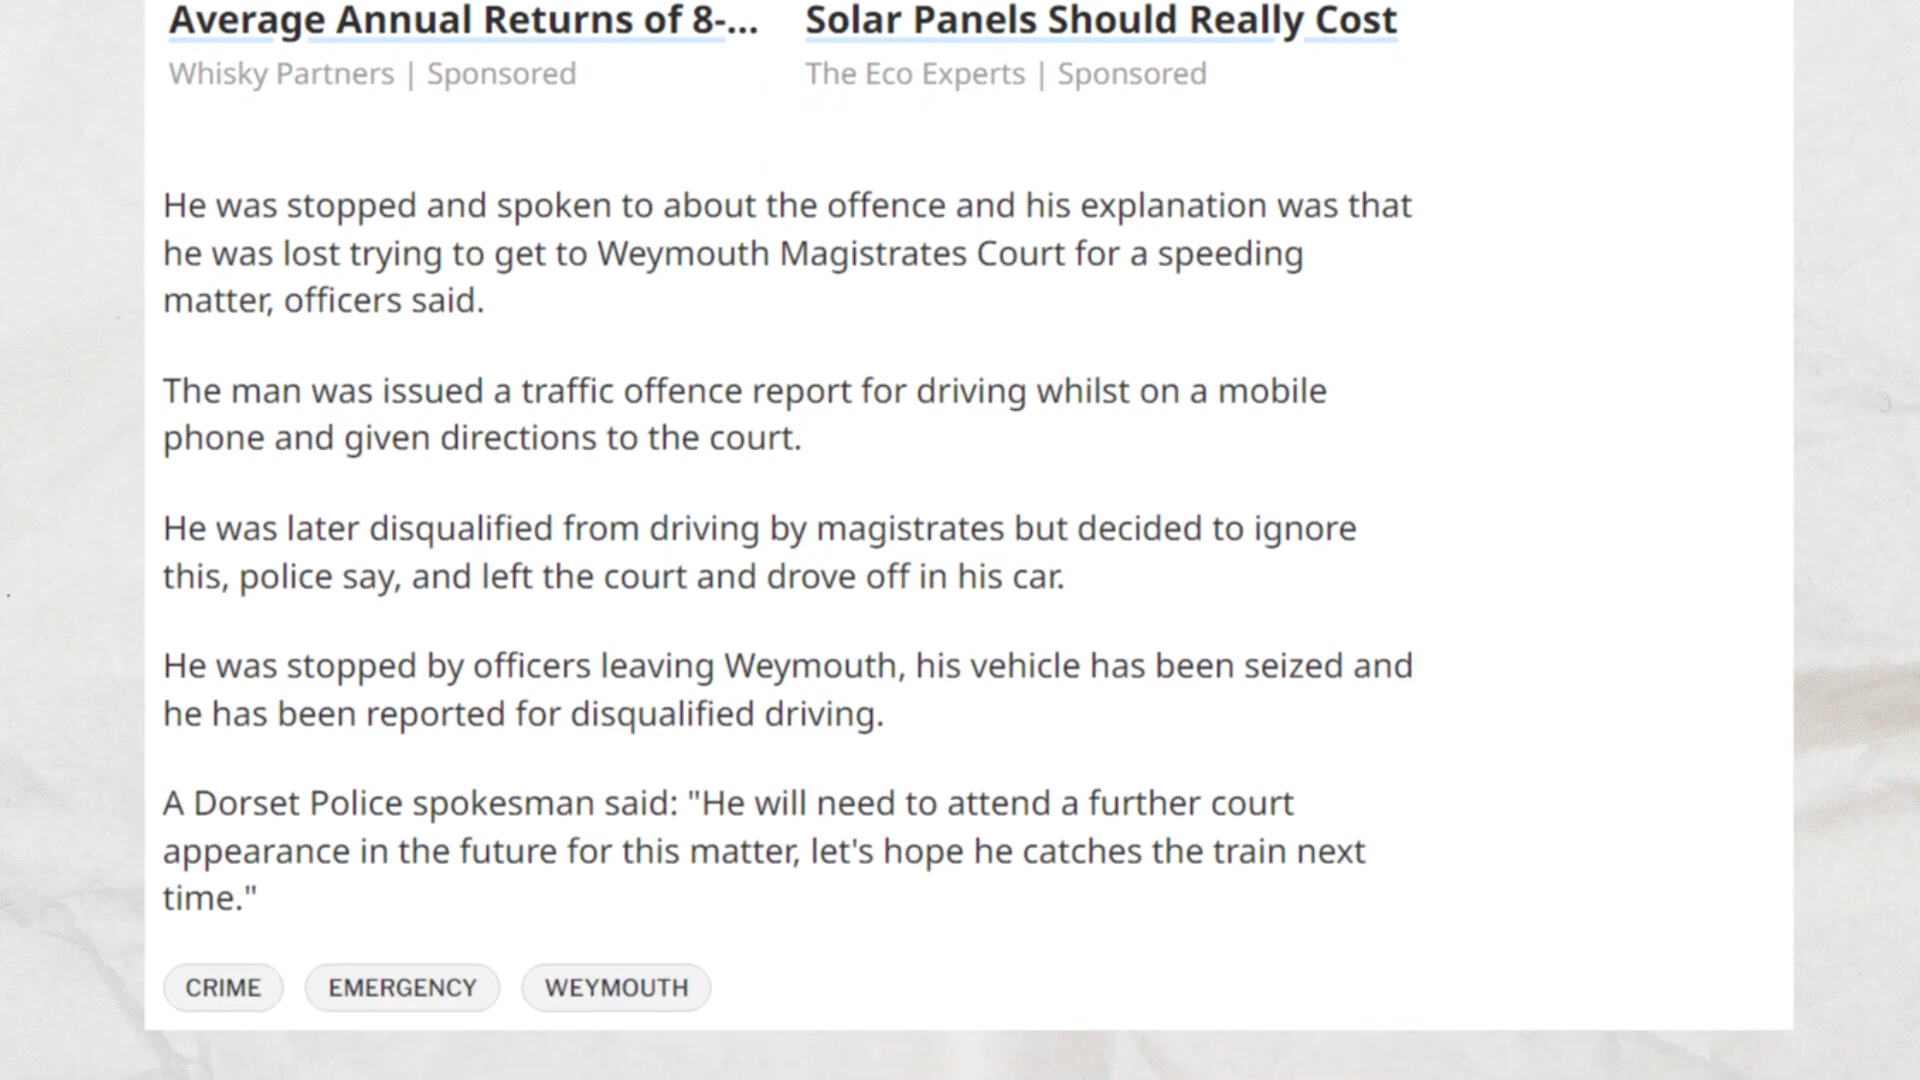 Average Annual Returns of 8-...
Solar Panels Should Really Cost
Whisky Partners | Sponsored
The Eco Experts | Sponsored
He was stopped and spoken to about the offence and his explanation was that
he was lost trying to get to Weymouth Magistrates Court for a speeding
matter, officers said.
The man was issued a traffic offence report for driving whilst on a mobile
phone and given directions to the court.
He was later disqualified from driving by magistrates but decided to ignore
this, police say, and left the court and drove off in his car.
He was stopped by officers leaving Weymouth, his vehicle has been seized and
he has been reported for disqualified driving.
A Dorset Police spokesman said: "He will need to attend a further court
appearance in the future for this matter, let's hope he catches the train next
time."
CRIME
EMERGENCY
WEYMOUTH